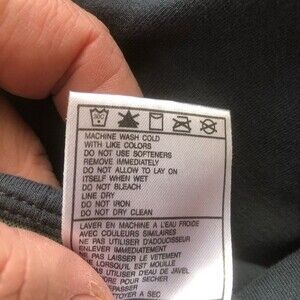 MACHINE WASH COLD
WITH LIKE COLORS
DO NOT USE SOFTENERS
REMOVE IMMEDIATELY
DO NOT ALLOW TO LAY ON
ITSELF WHEN WET
DO NOT BLEACH
LINE DRY
DO NOT IRON
DO NOT DRY CLEAN
LAVER EN MACHINE A L'EAU FROIDE
AVEC COULEURS SIMILAIRES
NE PAS UTILISER D'ADOUCISSEUR
ENLEVER IMMEDIATEMENT
NE PAS LAISSER LE VETEMENT
LORSQU'IL EST MOUILLE
UTILISER D'EAU DE JAVEL
SECHER
REPASSER
A SEC